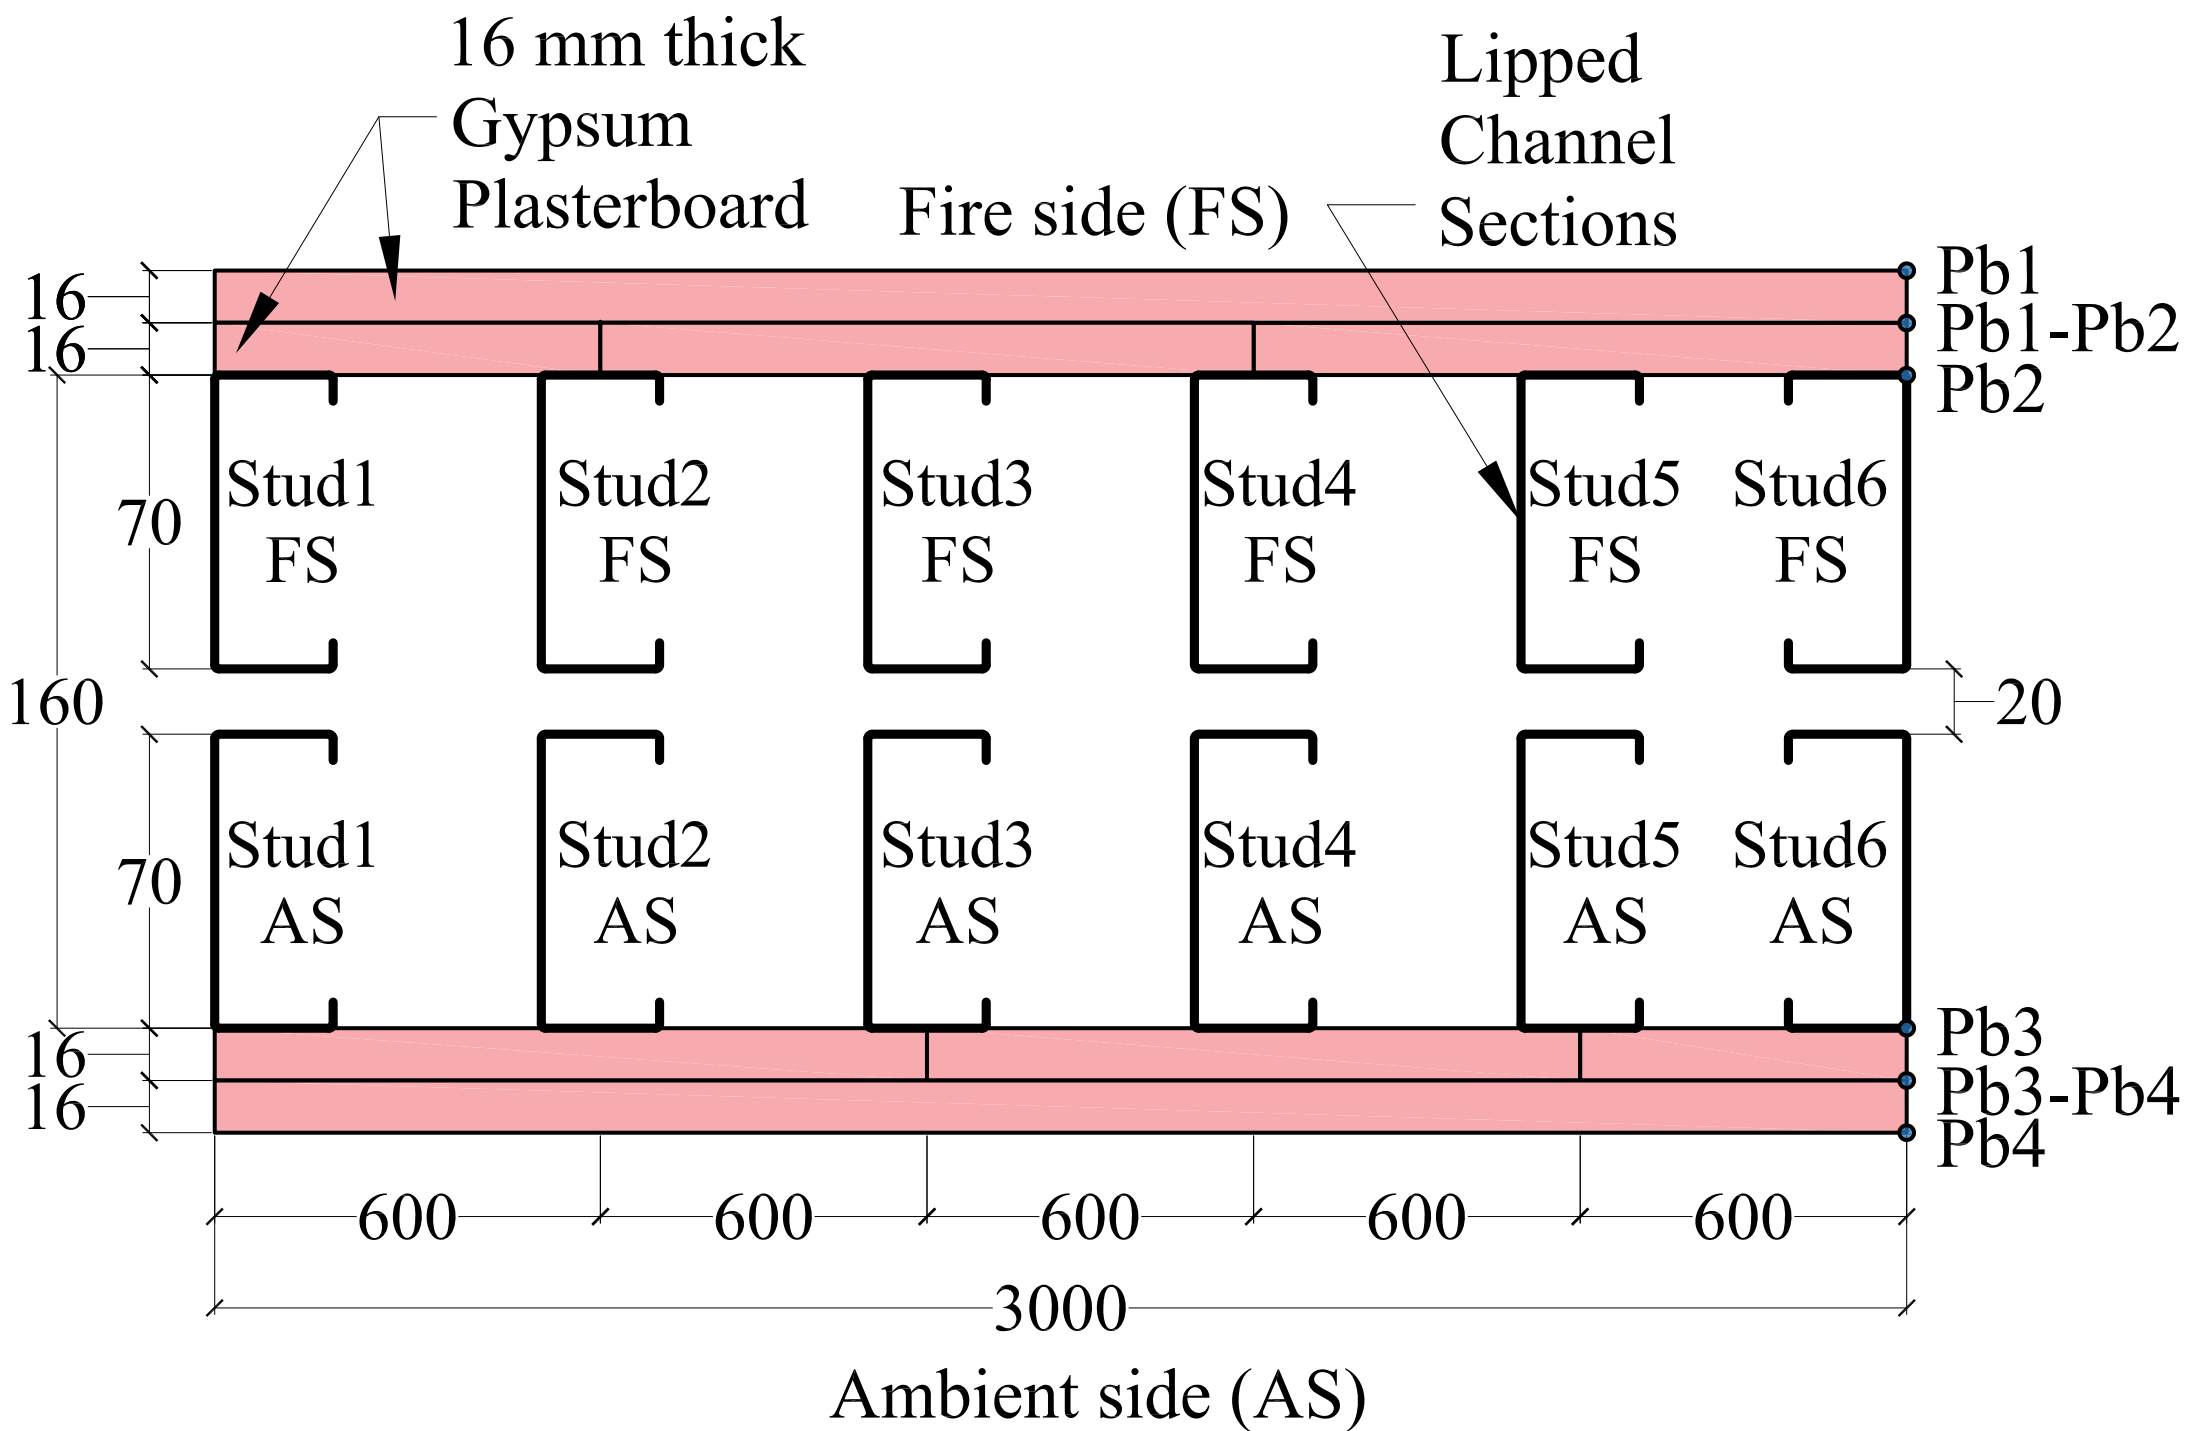 16 mm thick
Gypsum
Plasterboard
Lipped
Channel
Sections
Fire side (FS)
16
16
Pb1
Pb1-Pb2
Pb2
Stud1
FS
Stud2
FS
Stud3
FS
Stud4
FS
Stud5
FS
Stud6
FS
70
160
20
Stud1
AS
Stud2
AS
Stud3
AS
Stud4
AS
Stud5
AS
Stud6
AS
70
16
16
Pb3
Pb3-Pb4
Pb4
600
600
600
600
600
3000
Ambient side (AS)